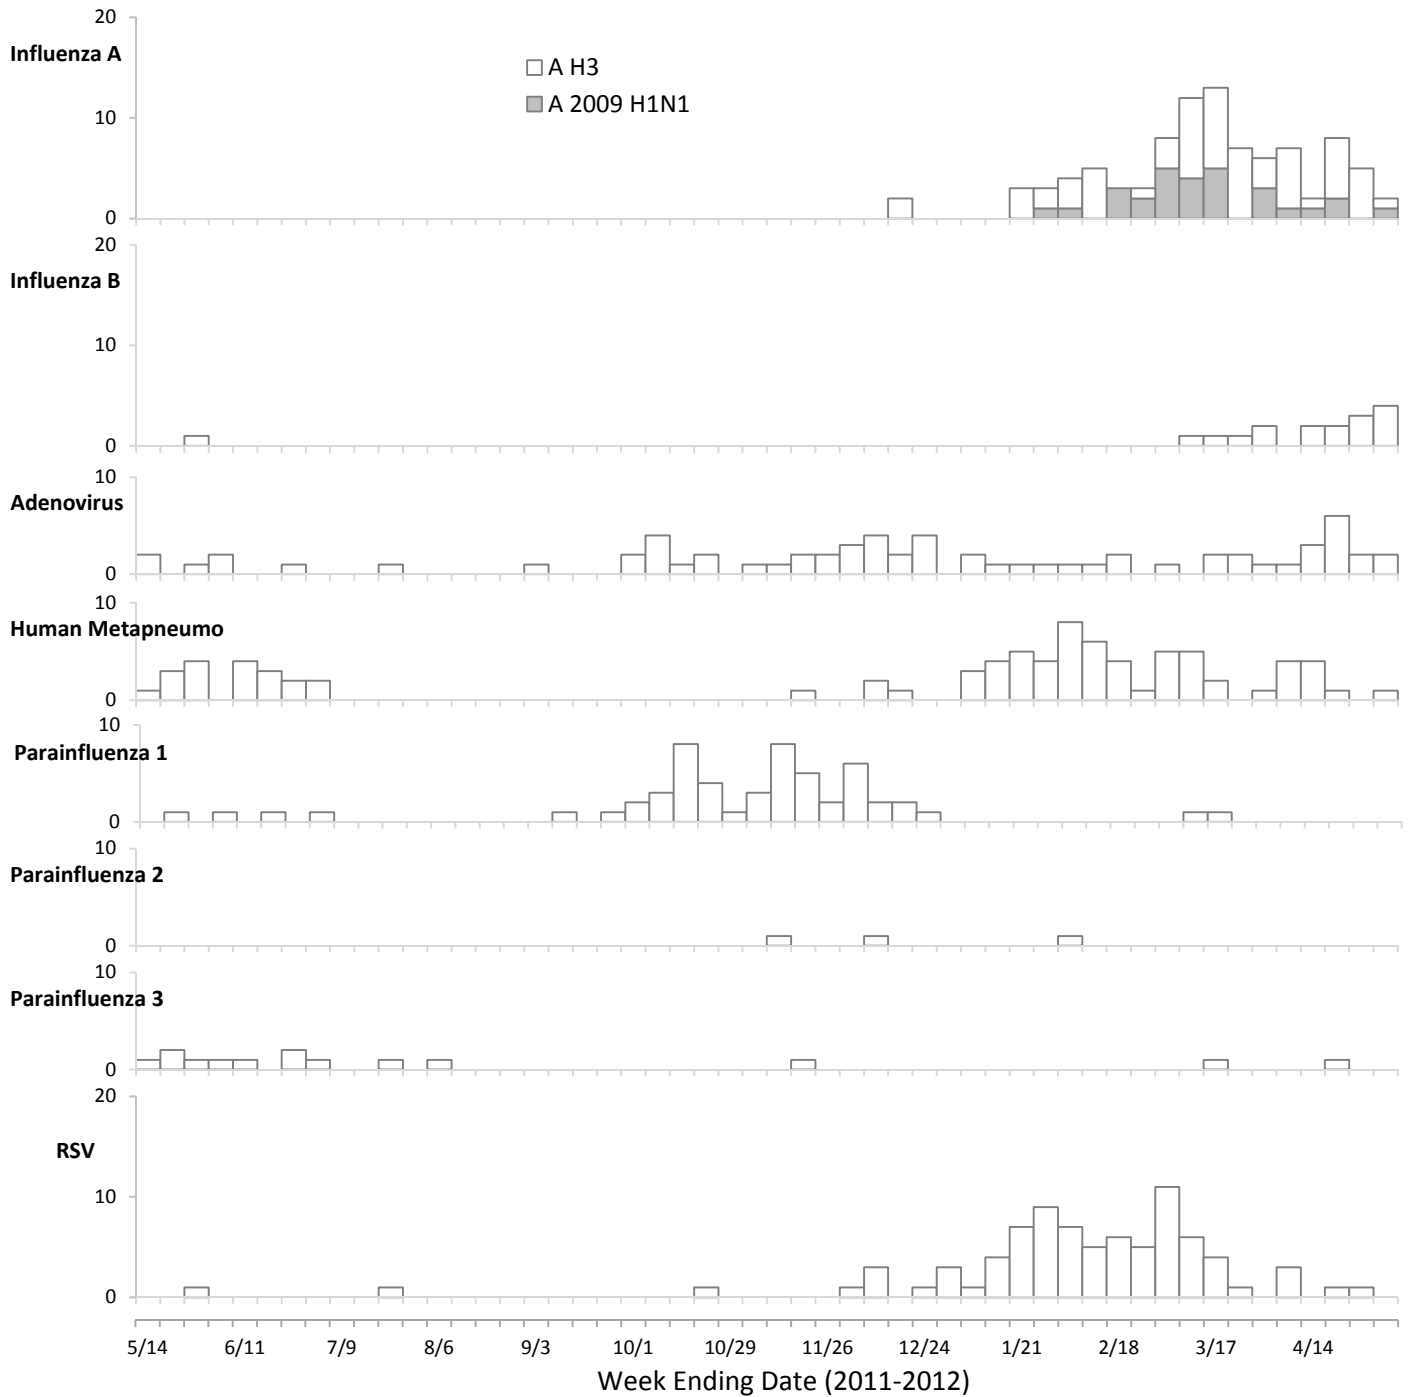 20
Influenza A
A H3
A 2009 H1N1
10
0
20
Influenza B
10
0
10
Adenovirus
0
10
Human Metapneumo
0
10
Parainfluenza 1
0
10
Parainfluenza 2
0
10
Parainfluenza 3
0
20
RSV
10
0
5/14 6/11 7/9 8/6 9/3 10/1 10/29 11/26 12/24 1/21 2/18 3/17 4/14
Week Ending Date (2011-2012)